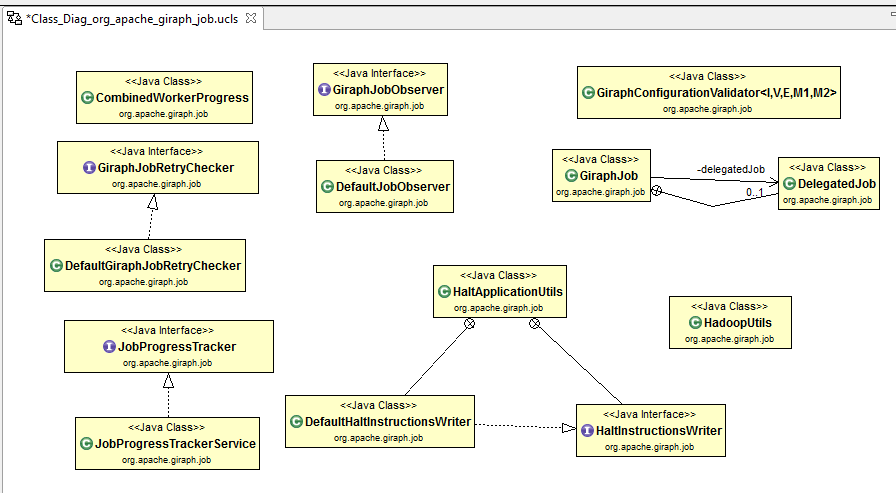 *Class_Diag_org_apache_giraph_job.ucls
<<Java Class>>
CombinedWorkerProgress
org.apache.giraph.job
<<Java Interface>>
GiraphJobObserver
org.apache.giraph.job
<<Java Class>>
GiraphConfigurationValidator<I,V,E,M1,M2>
org.apache.giraph.job
<<Java Interface>>
GiraphJobRetryChecker
org.apache.giraph.job
<<Java Class>>
DefaultJobObserver
org.apache.giraph.job
<<Java Class>>
GiraphJob
org.apache.giraph.job
-delegatedJob
0..1
<<Java Class>>
DelegatedJob
org.apache.giraph.job
<<Java Class>>
DefaultGiraphJobRetryChecker
org.apache.giraph.job
<<Java Class>>
HaltApplicationUtils
org.apache.giraph.job
<<Java Class>>
HadoopUtils
org.apache.giraph.job
<<Java Interface>>
JobProgressTracker
org.apache.giraph.job
<<Java Class>>
DefaultHaltInstructionsWriter
org.apache.giraph.job
<<Java Interface>>
HaltInstructionsWriter
org.apache.giraph.job
<<Java Class>>
JobProgressTrackerService
org.apache.giraph.job